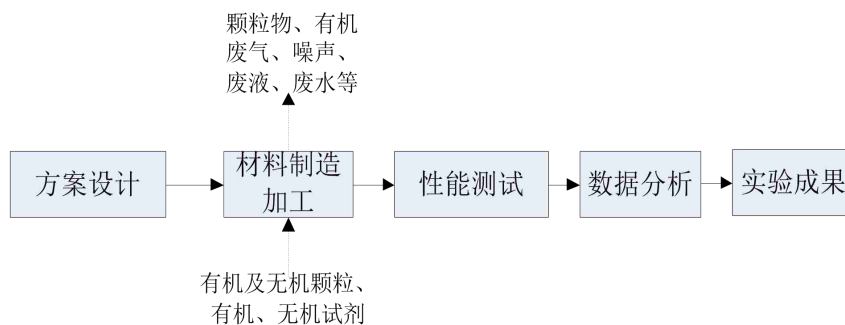 颗粒物、有机
废气、噪声、
废液、废水等
方案设计
材料制造
加工
性能测试
数据分析
实验成果
有机及无机颗粒、
有机、无机试剂